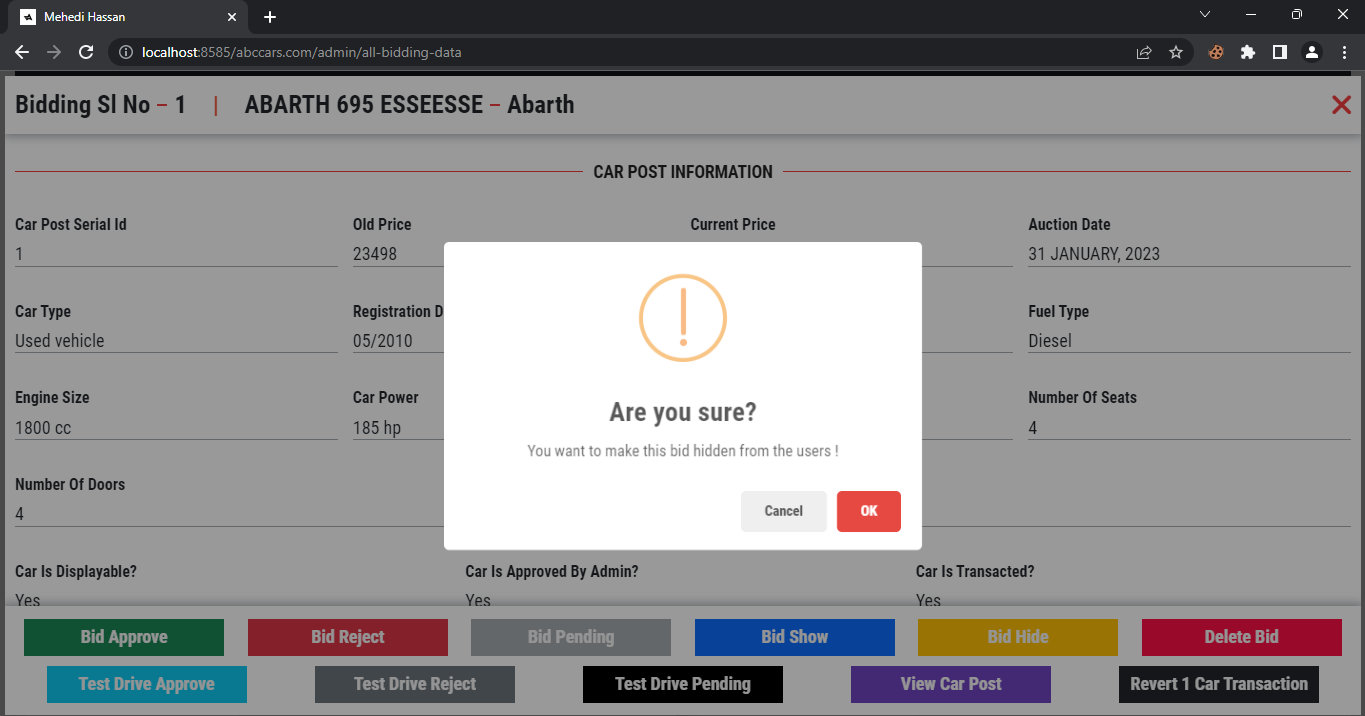 Mehedi Hassan
localhost:8585/abccars.com/admin/all-bidding-data
Bidding Sl No – 1 | ABARTH 695 ESSEESSE – Abarth
CAR POST INFORMATION
Car Post Serial Id Old Price Current Price Auction Date
1 23498 31 JANUARY, 2023
Car Type Registration D Fuel Type
Used vehicle 05/2010 Diesel
Engine Size Car Power Number Of Seats
1800 cc 185 hp 4
Number Of Doors
4
Are you sure?
You want to make this bid hidden from the users !
Cancel OK
Car Is Displayable? Car Is Approved By Admin? Car Is Transacted?
Yes Yes Yes
Bid Approve Bid Reject Bid Pending Bid Show Bid Hide Delete Bid
Test Drive Approve Test Drive Reject Test Drive Pending View Car Post Revert 1 Car Transaction